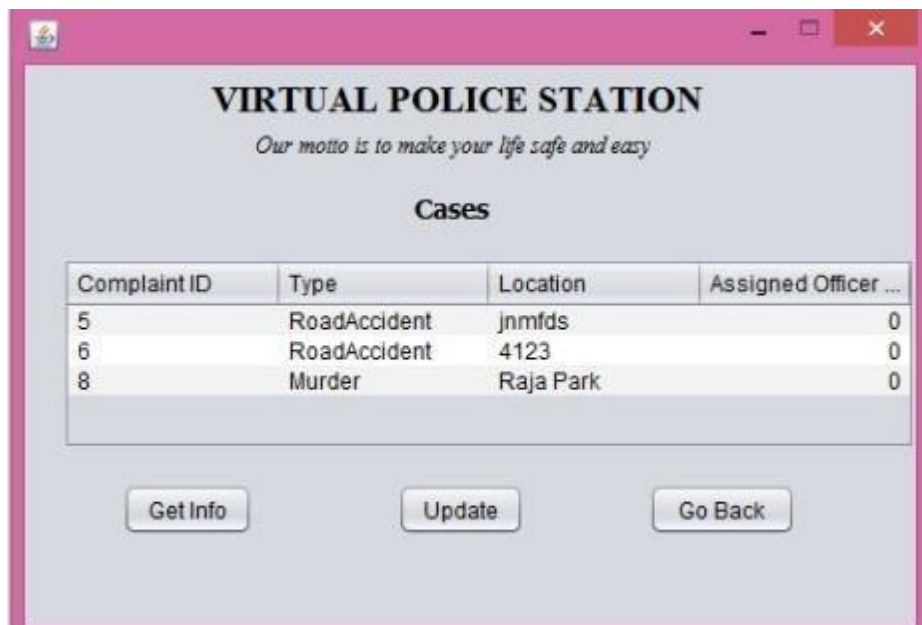 VIRTUAL POLICE STATION
Our motto is to make your life safe and easy
Cases
Complaint ID Type Location Assigned Officer ...
5 RoadAccident jnmfds 0
6 RoadAccident 4123 0
8 Murder Raja Park 0
Get Info Update Go Back